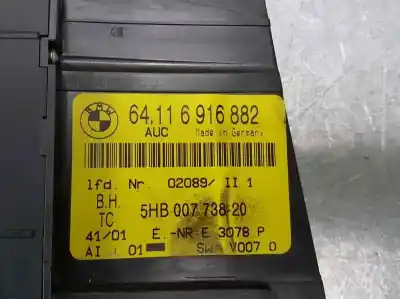 BMW
64.11 6 916 882
AUC Made in Germany
lfd. Nr. 02089/ II 1
B.H. 5HB 007 738-20
TC
41/01 E.-NR:E 3078 P
AI : 01 SW: V007 0